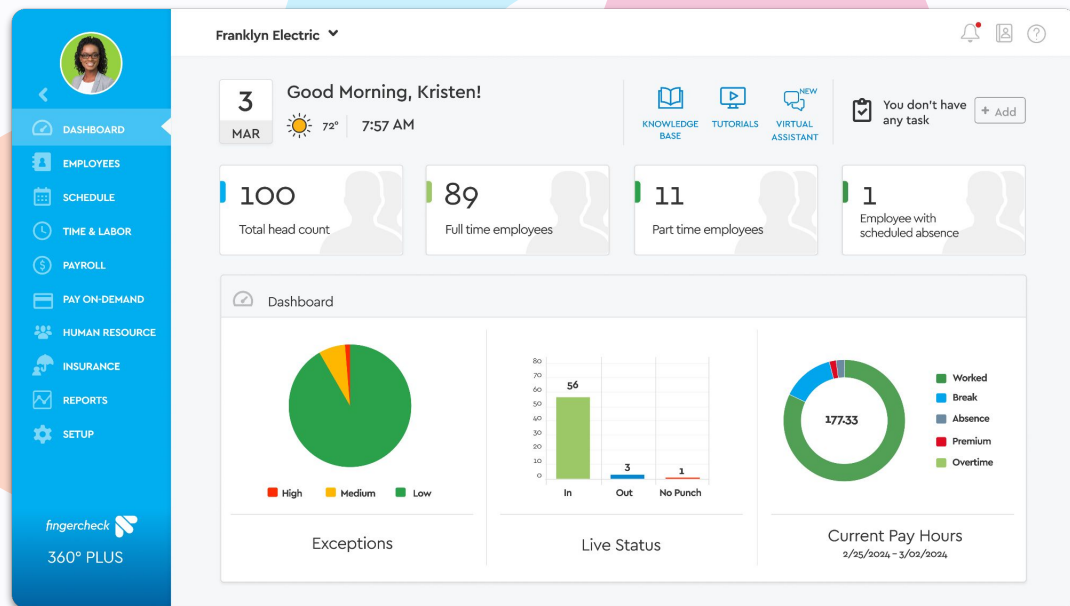 Franklyn Electric
DASHBOARD
EMPLOYEES
SCHEDULE
TIME & LABOR
PAYROLL
PAY ON-DEMAND
HUMAN RESOURCE
INSURANCE
REPORTS
SETUP
fingercheck
360° PLUS
3
MAR
Good Morning, Kristen!
72° 7:57 AM
KNOWLEDGE
BASE
TUTORIALS
NEW
VIRTUAL
ASSISTANT
You don't have
any task
+ Add
100
Total head count
89
Full time employees
11
Part time employees
1
Employee with
scheduled absence
Dashboard
High Medium Low
Exceptions
80
70
60
50
40
30
20
10
0
56
3
1
In Out No Punch
Live Status
177.33
Worked
Break
Absence
Premium
Overtime
Current Pay Hours
2/25/2024 - 3/02/2024